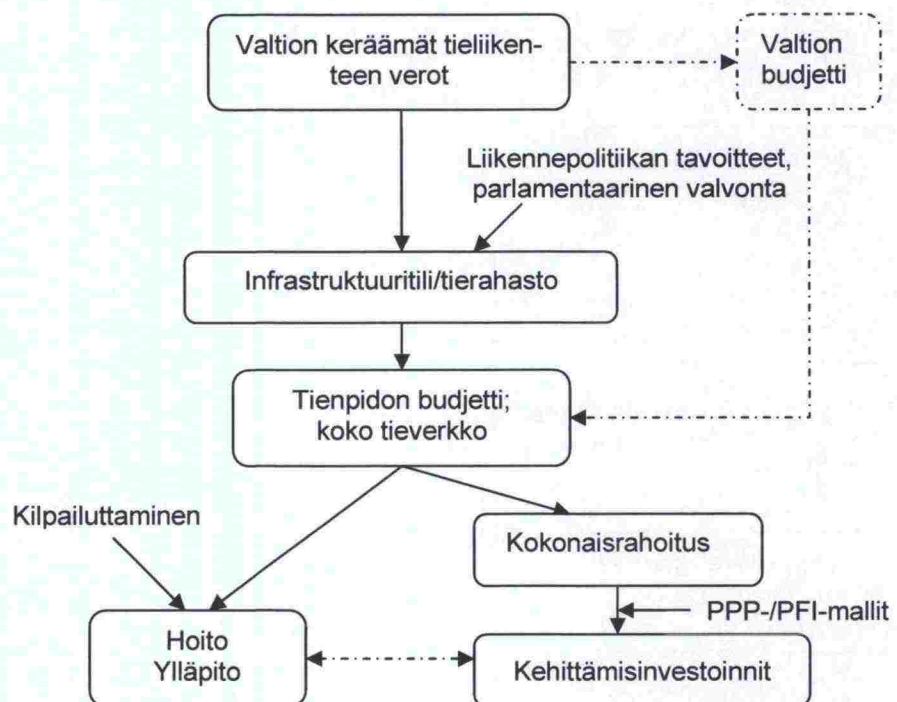 Valtion keräämät tieliiken-
teen verot
Valtion
budjetti
Liikennepolitiikan tavoitteet,
parlamentaarinen valvonta
Infrastruktuuritili/tierahasto
Tienpidon budjetti;
koko tieverkko
Kilpailuttaminen
Kokonaisrahoitus
PPP-/PFI-mallit
Hoito
Ylläpito
Kehittämisinvestoinnit